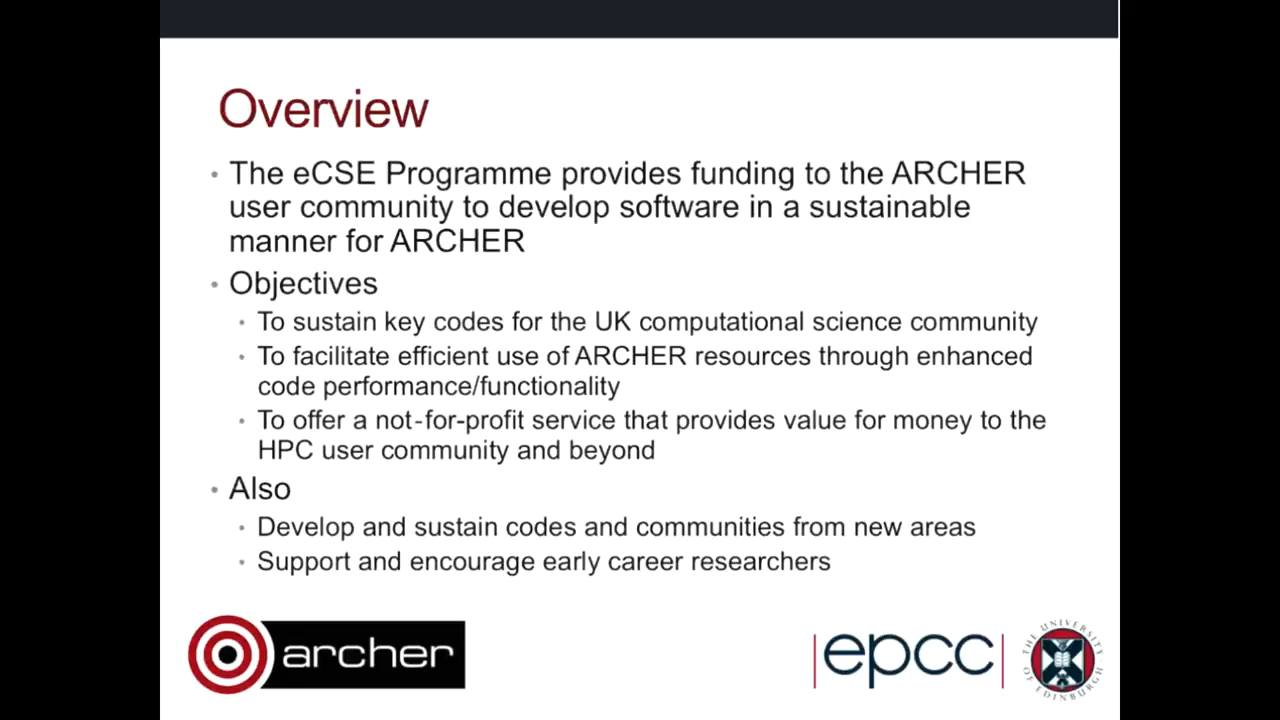 Overview
• The eCSE Programme provides funding to the ARCHER
user community to develop software in a sustainable
manner for ARCHER
• Objectives
• To sustain key codes for the UK computational science community
• To facilitate efficient use of ARCHER resources through enhanced
code performance/functionality
• To offer a not-for-profit service that provides value for money to the
HPC user community and beyond
• Also
• Develop and sustain codes and communities from new areas
• Support and encourage early career researchers
archer
|epcc|
THE UNIVERSITY
OF EDINBURGH